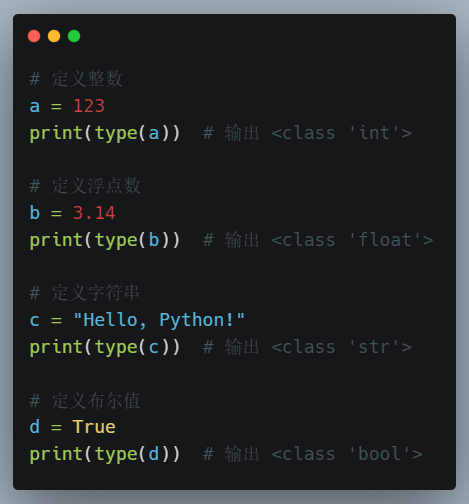 # 定义整数
a = 123
print(type(a))  # 输出 <class 'int'>
# 定义浮点数
b = 3.14
print(type(b))  # 输出 <class 'float'>
# 定义字符串
c = "Hello, Python!"
print(type(c))  # 输出 <class 'str'>
# 定义布尔值
d = True
print(type(d))  # 输出 <class 'bool'>